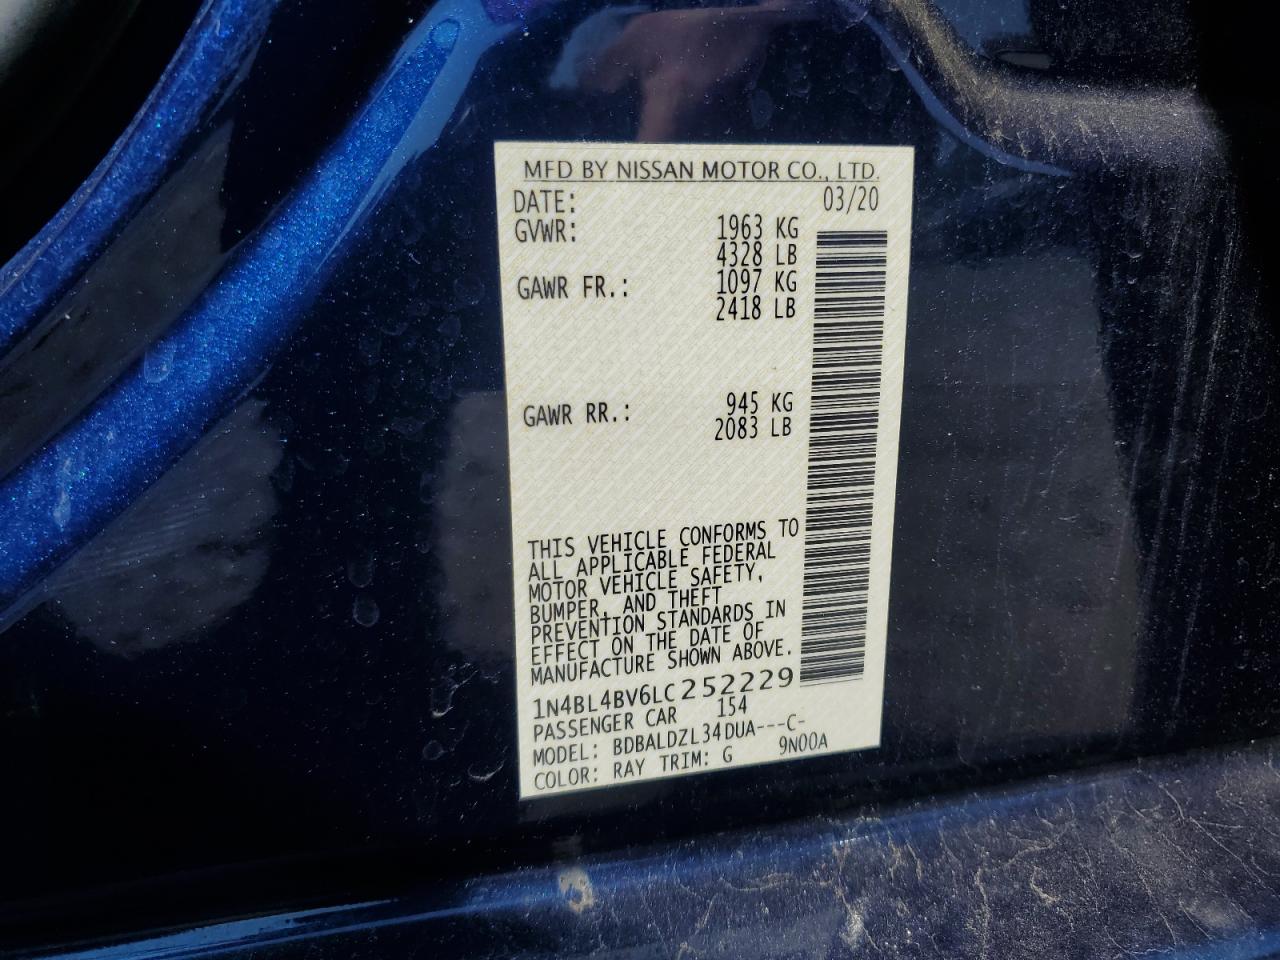 MFD BY NISSAN MOTOR CO., LTD.
DATE: 03/20
GVWR: 1963 KG
4328 LB
GAWR FR.: 1097 KG
2418 LB
GAWR RR.: 945 KG
2083 LB
THIS VEHICLE CONFORMS TO
ALL APPLICABLE FEDERAL
MOTOR VEHICLE SAFETY,
BUMPER, AND THEFT
PREVENTION STANDARDS IN
EFFECT ON THE DATE OF
MANUFACTURE SHOWN ABOVE.
1N4BL4BV6LC252229
PASSENGER CAR 154
MODEL: BDBALDZL34DUA---C-
COLOR: RAY TRIM: G 9N00A